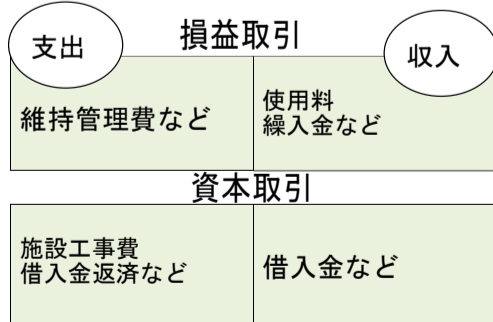 支出
損益取引
収入
維持管理費など
使用料
繰入金など
資本取引
施設工事費
借入金返済など
借入金など